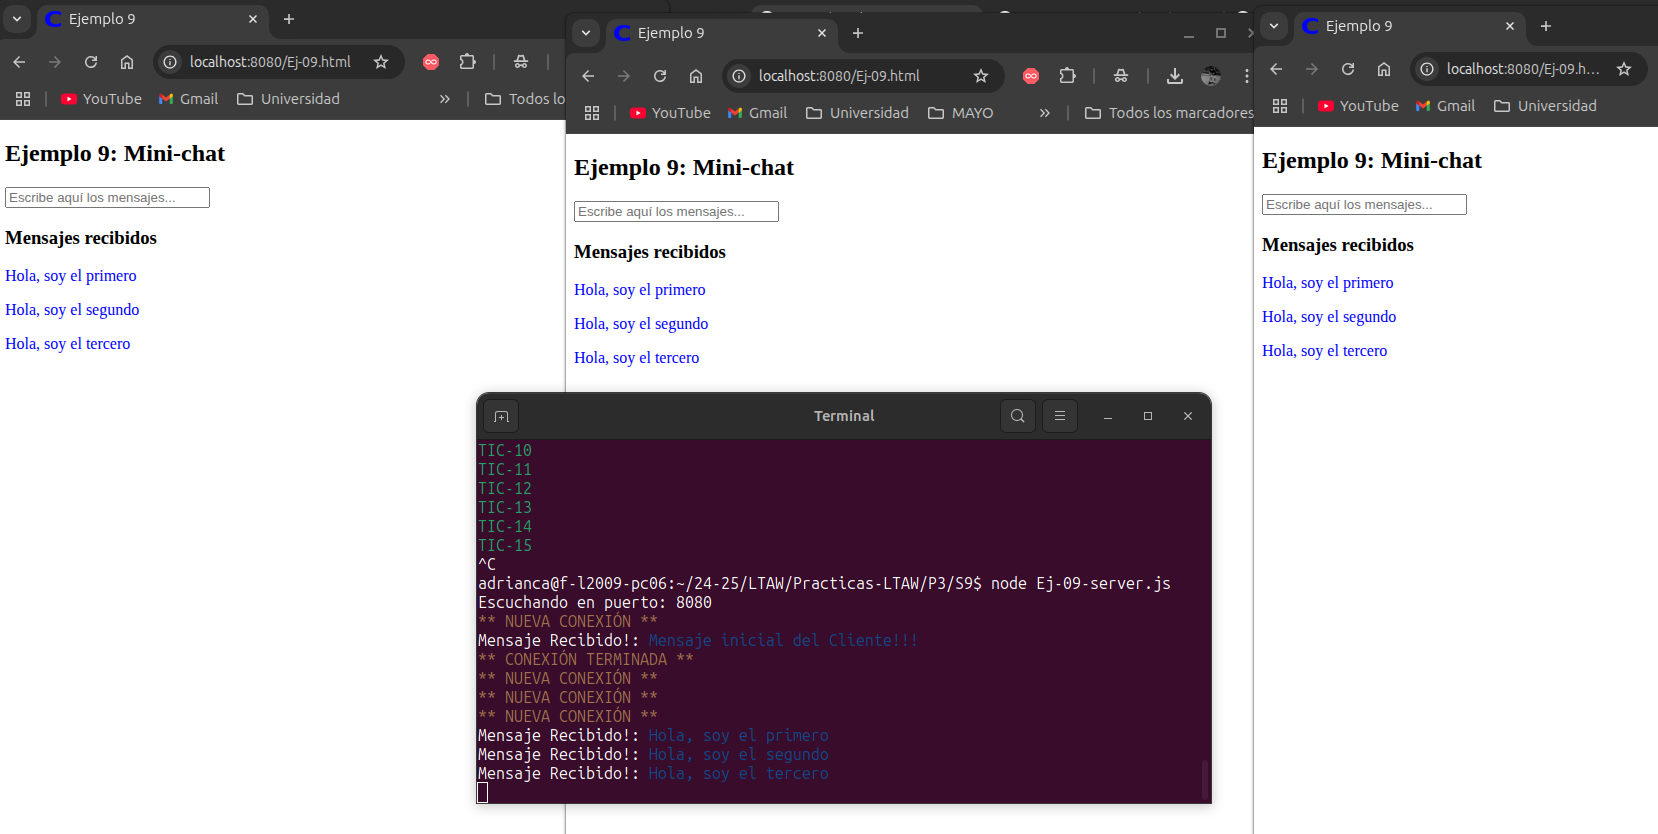 Ejemplo 9
localhost:8080/Ej-09.html
YouTube Gmail Universidad » Todos lo
Ejemplo 9: Mini-chat
Escribe aquí los mensajes...
Mensajes recibidos
Hola, soy el primero
Hola, soy el segundo
Hola, soy el tercero
Ejemplo 9
localhost:8080/Ej-09.html
YouTube Gmail Universidad MAYO » Todos los marcadores
Ejemplo 9: Mini-chat
Escribe aquí los mensajes...
Mensajes recibidos
Hola, soy el primero
Hola, soy el segundo
Hola, soy el tercero
Ejemplo 9
localhost:8080/Ej-09.h...
YouTube Gmail Universidad
Ejemplo 9: Mini-chat
Escribe aquí los mensajes...
Mensajes recibidos
Hola, soy el primero
Hola, soy el segundo
Hola, soy el tercero
Terminal
TIC-10
TIC-11
TIC-12
TIC-13
TIC-14
TIC-15
^C
adrianca@f-l2009-pc06:~/24-25/LTAW/Practicas-LTAW/P3/S9$ node Ej-09-server.js
Escuchando en puerto: 8080
** NUEVA CONEXIÓN **
Mensaje Recibido!: Mensaje inicial del Cliente!!!
** CONEXIÓN TERMINADA **
** NUEVA CONEXIÓN **
** NUEVA CONEXIÓN **
** NUEVA CONEXIÓN **
Mensaje Recibido!: Hola, soy el primero
Mensaje Recibido!: Hola, soy el segundo
Mensaje Recibido!: Hola, soy el tercero